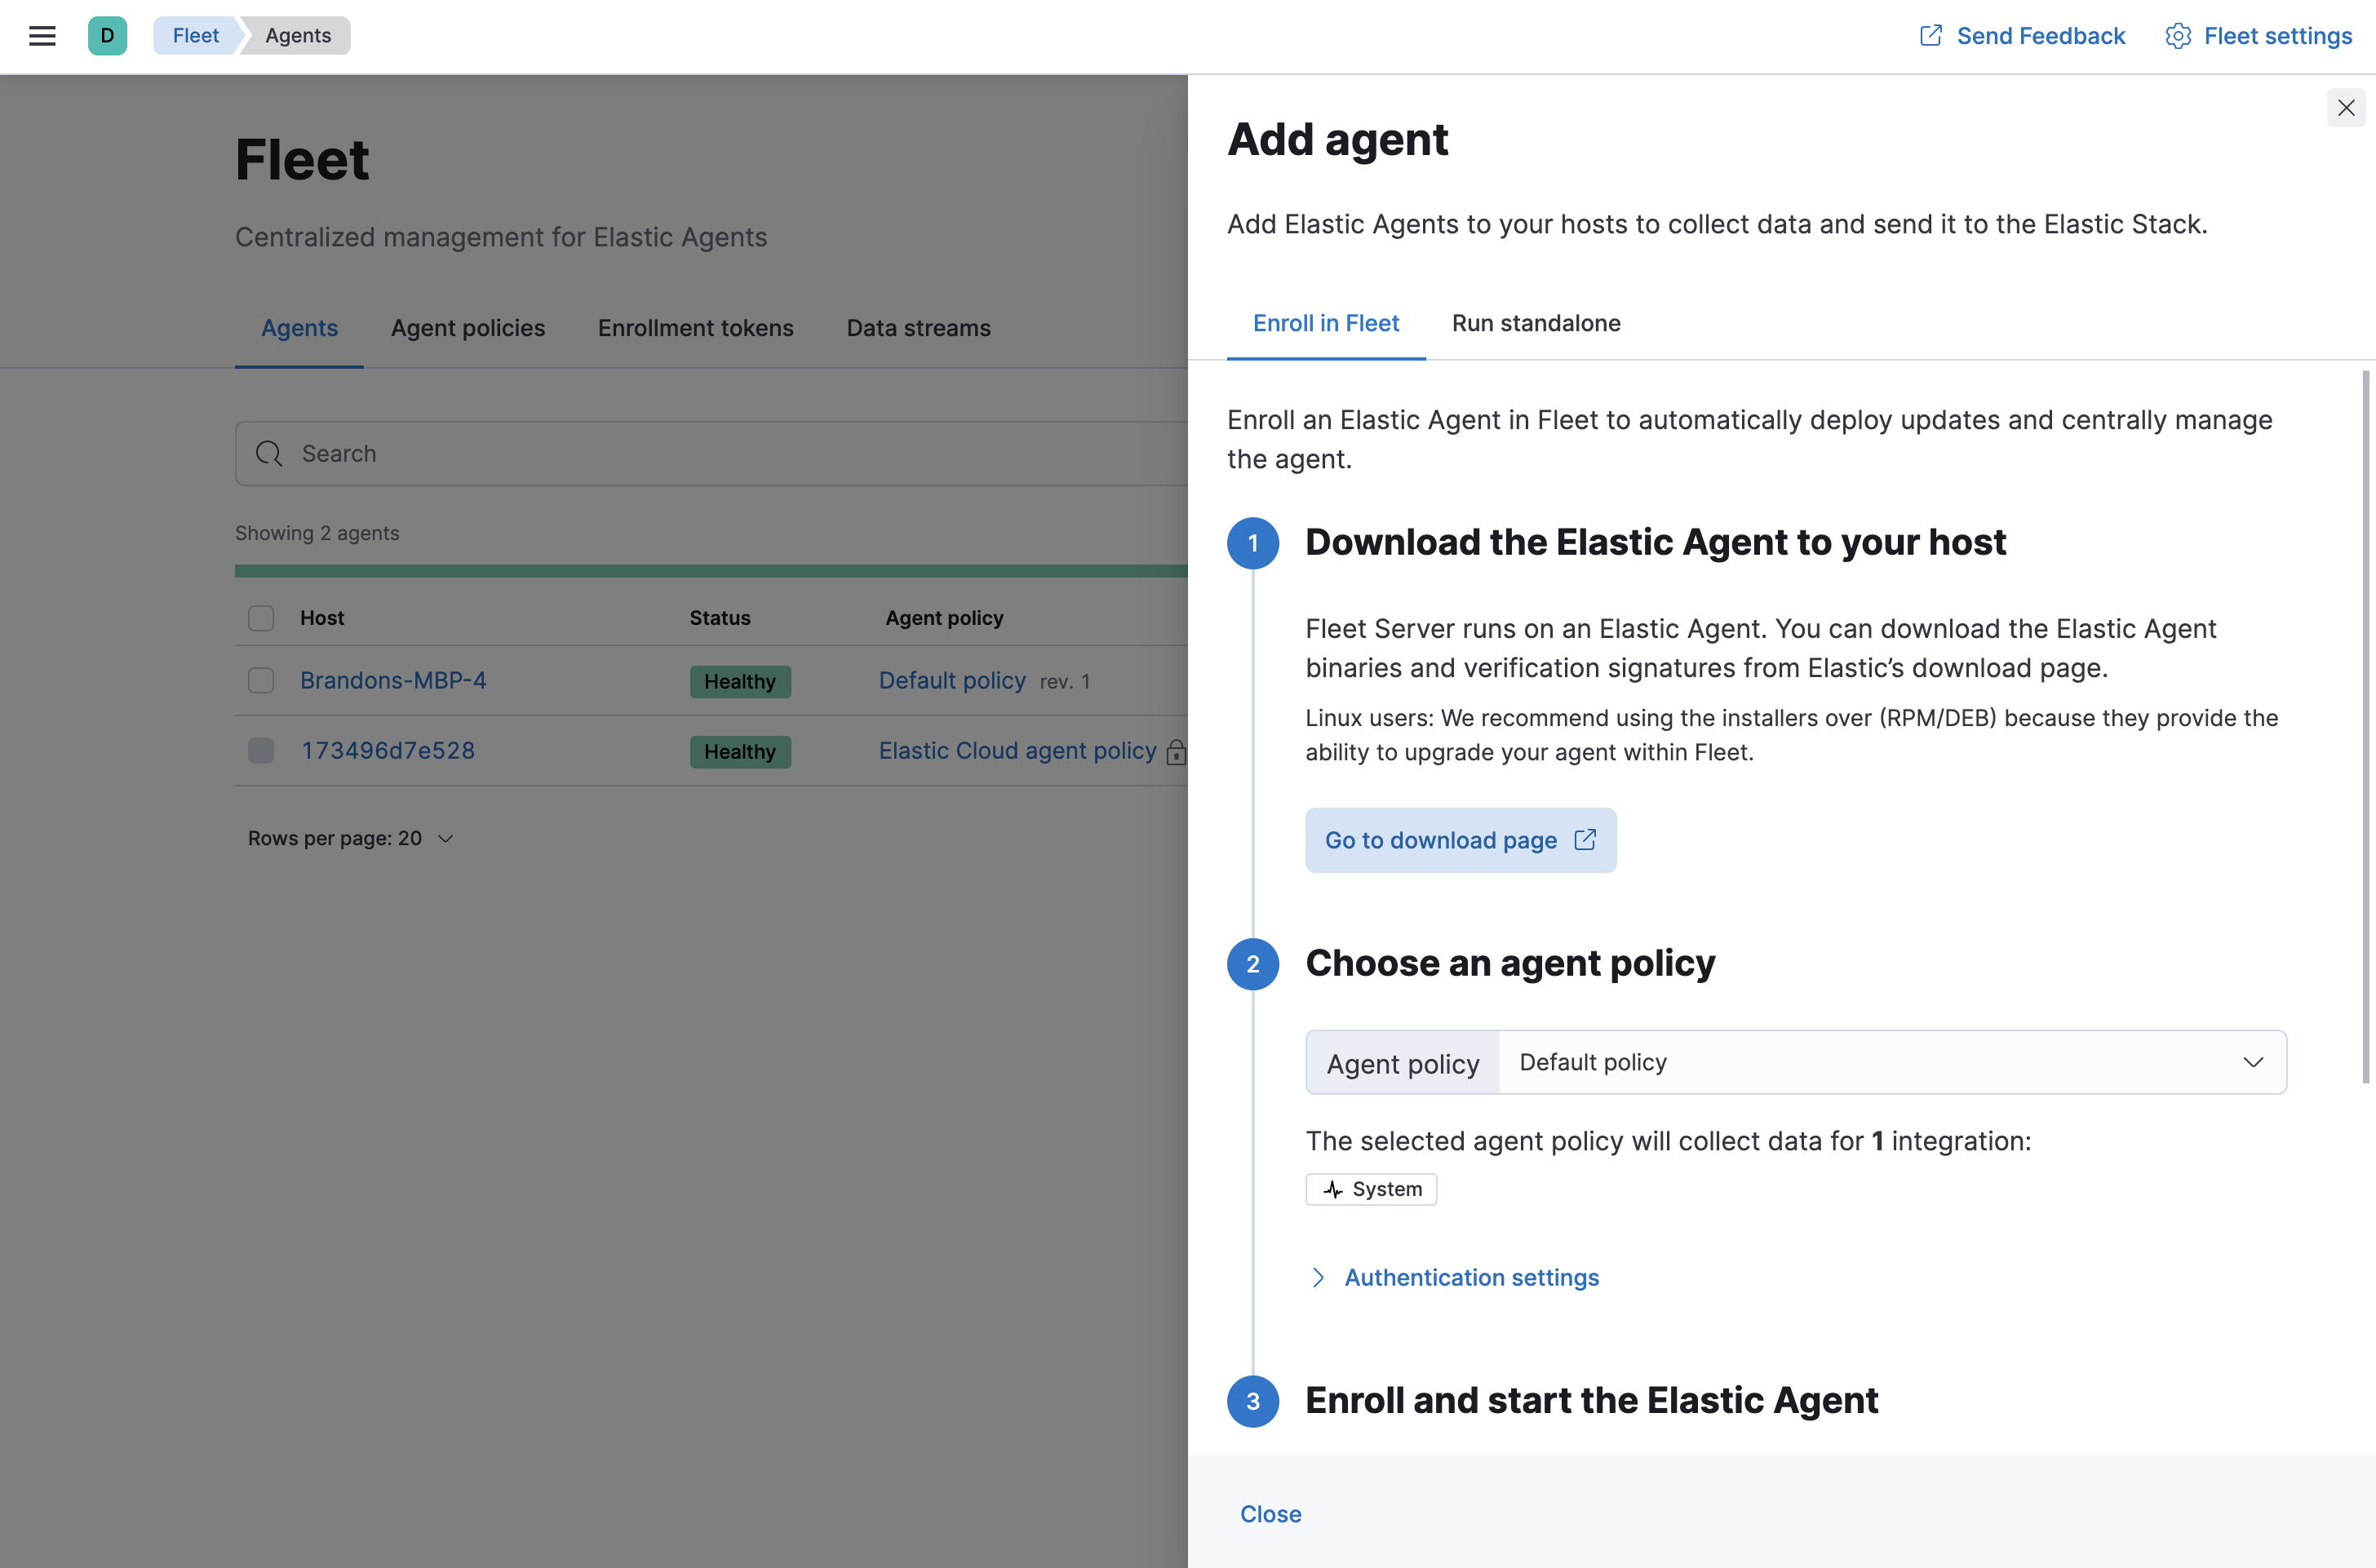 D
Fleet
Agents
Send Feedback
Fleet settings
Fleet
Centralized management for Elastic Agents
Agents
Agent policies
Enrollment tokens
Data streams
Search
Showing 2 agents
Host
Status
Agent policy
Brandons-MBP-4
Healthy
Default policy rev. 1
173496d7e528
Healthy
Elastic Cloud agent policy
Rows per page: 20
Add agent
Add Elastic Agents to your hosts to collect data and send it to the Elastic Stack.
Enroll in Fleet
Run standalone
Enroll an Elastic Agent in Fleet to automatically deploy updates and centrally manage
the agent.
1
Download the Elastic Agent to your host
Fleet Server runs on an Elastic Agent. You can download the Elastic Agent
binaries and verification signatures from Elastic’s download page.
Linux users: We recommend using the installers over (RPM/DEB) because they provide the
ability to upgrade your agent within Fleet.
Go to download page
2
Choose an agent policy
Agent policy
Default policy
The selected agent policy will collect data for 1 integration:
System
Authentication settings
3
Enroll and start the Elastic Agent
Close